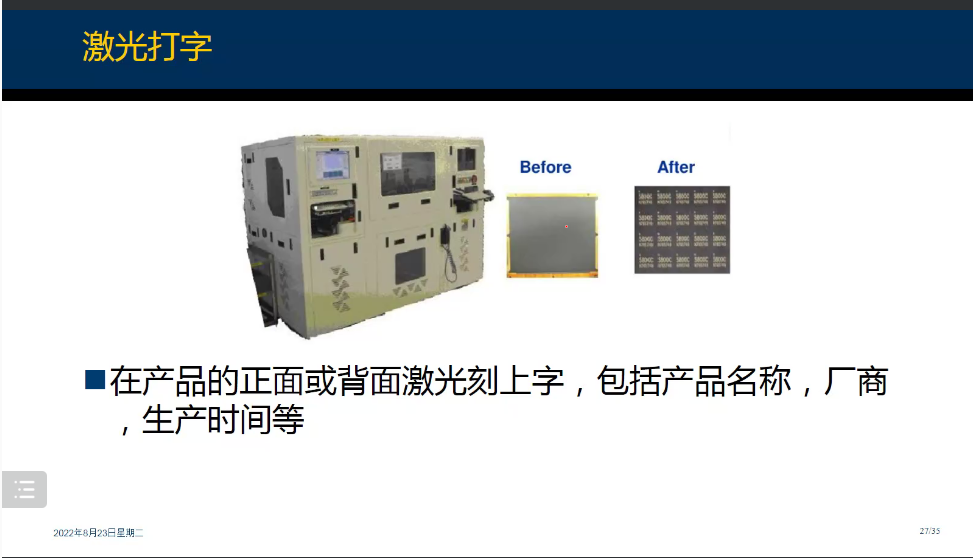 激光打字
Before
After
■在产品的正面或背面激光刻上字，包括产品名称，厂商
，生产时间等
2022年8月23日星期二
27/35